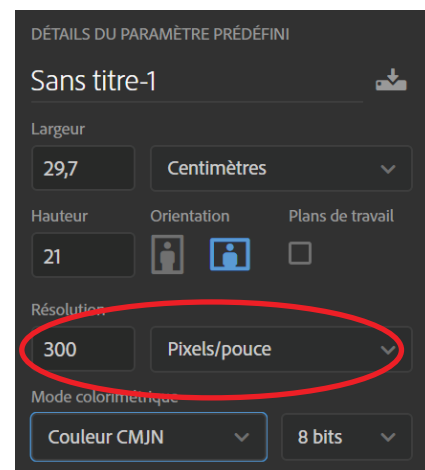 DÉTAILS DU PARAMÈTRE PRÉDÉFINI
Sans titre-1
Largeur
29,7 Centimètres
Hauteur Orientation Plans de travail
21
Résolution
300 Pixels/pouce
Mode colorimétrique
Couleur CMJN 8 bits